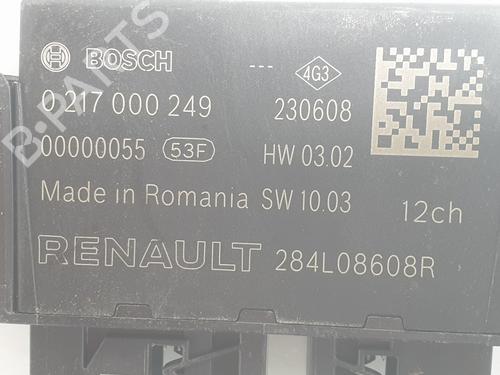 BOSCH --- 4G3
0 217 000 249 230608
00000055 53F HW 03.02
Made in Romania SW 10.03 12ch
RENAULT 284L08608R
B-PARTS